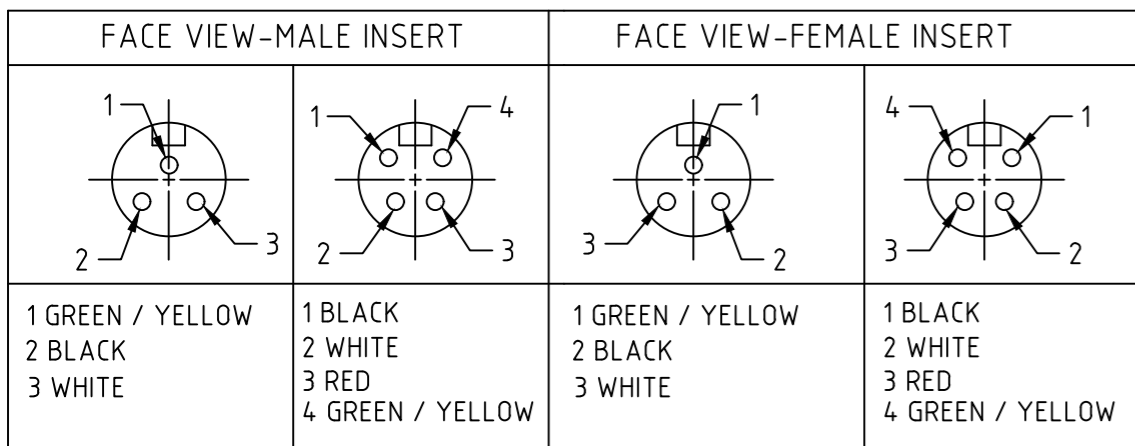 FACE VIEW-MALE INSERT
FACE VIEW-FEMALE INSERT
1
2
3
1
4
2
3
1
3
2
4
1
3
2
1 GREEN / YELLOW
2 BLACK
3 WHITE
1 BLACK
2 WHITE
3 RED
4 GREEN / YELLOW
1 GREEN / YELLOW
2 BLACK
3 WHITE
1 BLACK
2 WHITE
3 RED
4 GREEN / YELLOW